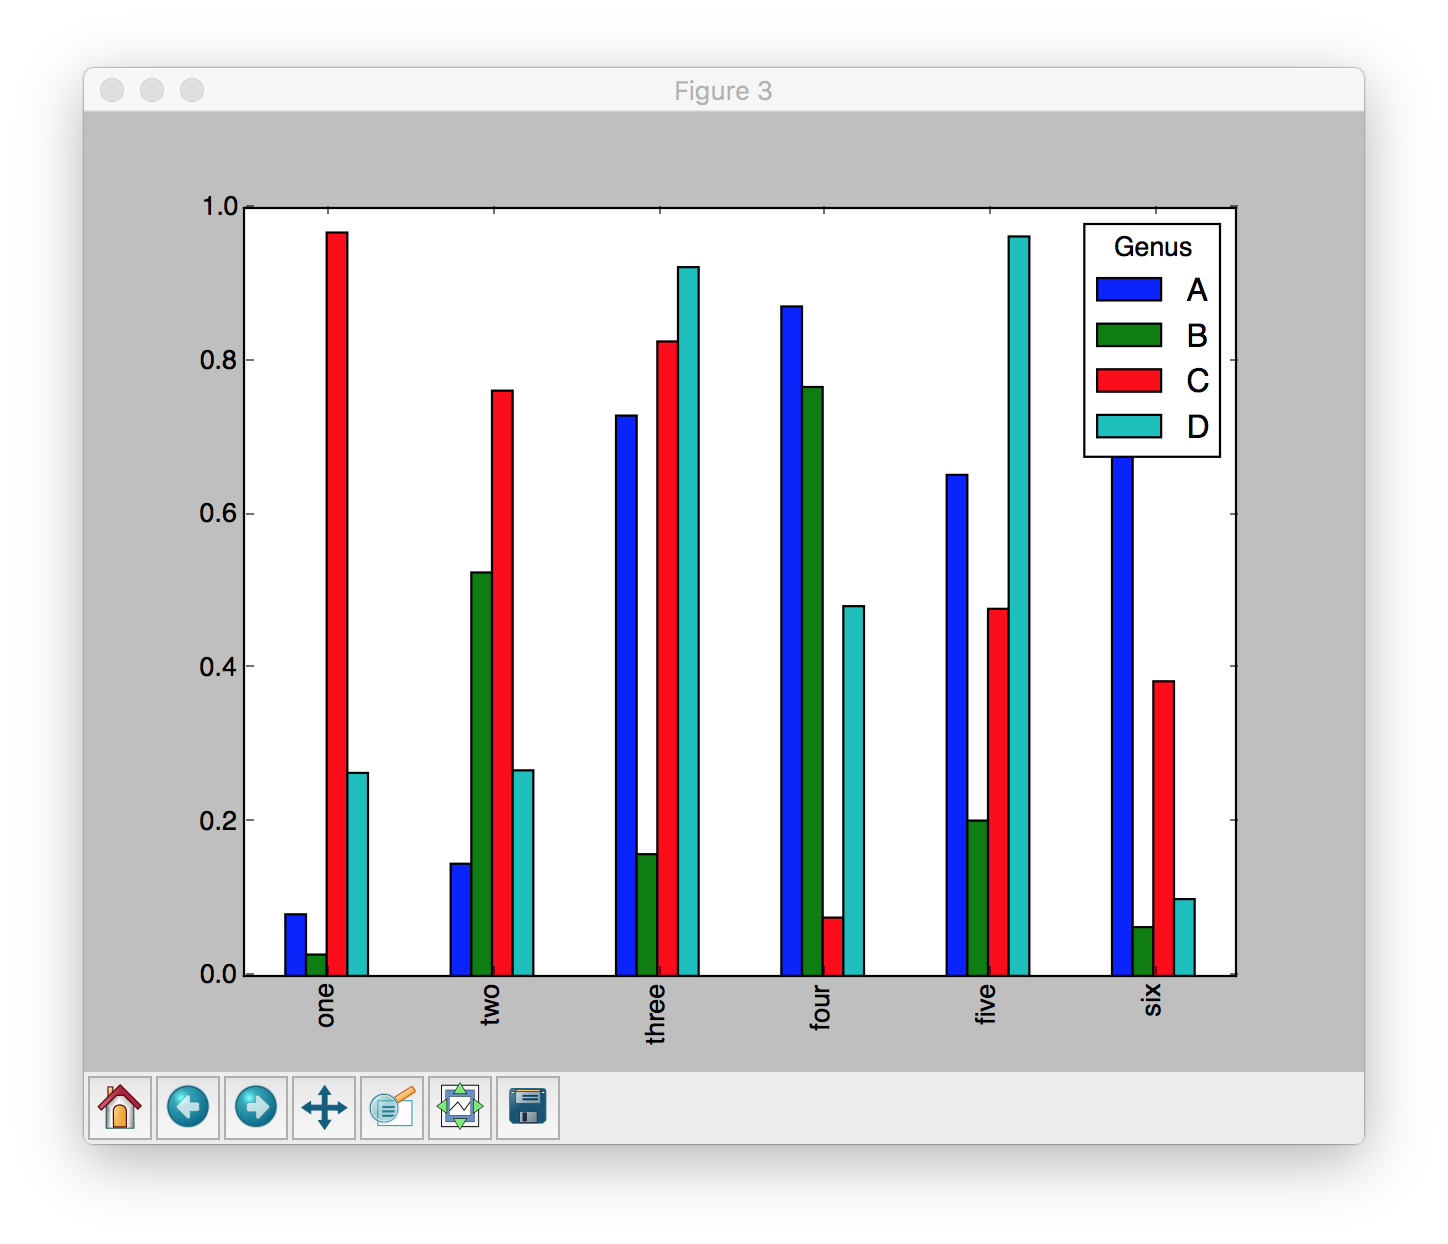 Figure 3
1.0
0.8
0.6
0.4
0.2
0.0
Genus
A
B
C
D
one
two
three
four
five
six